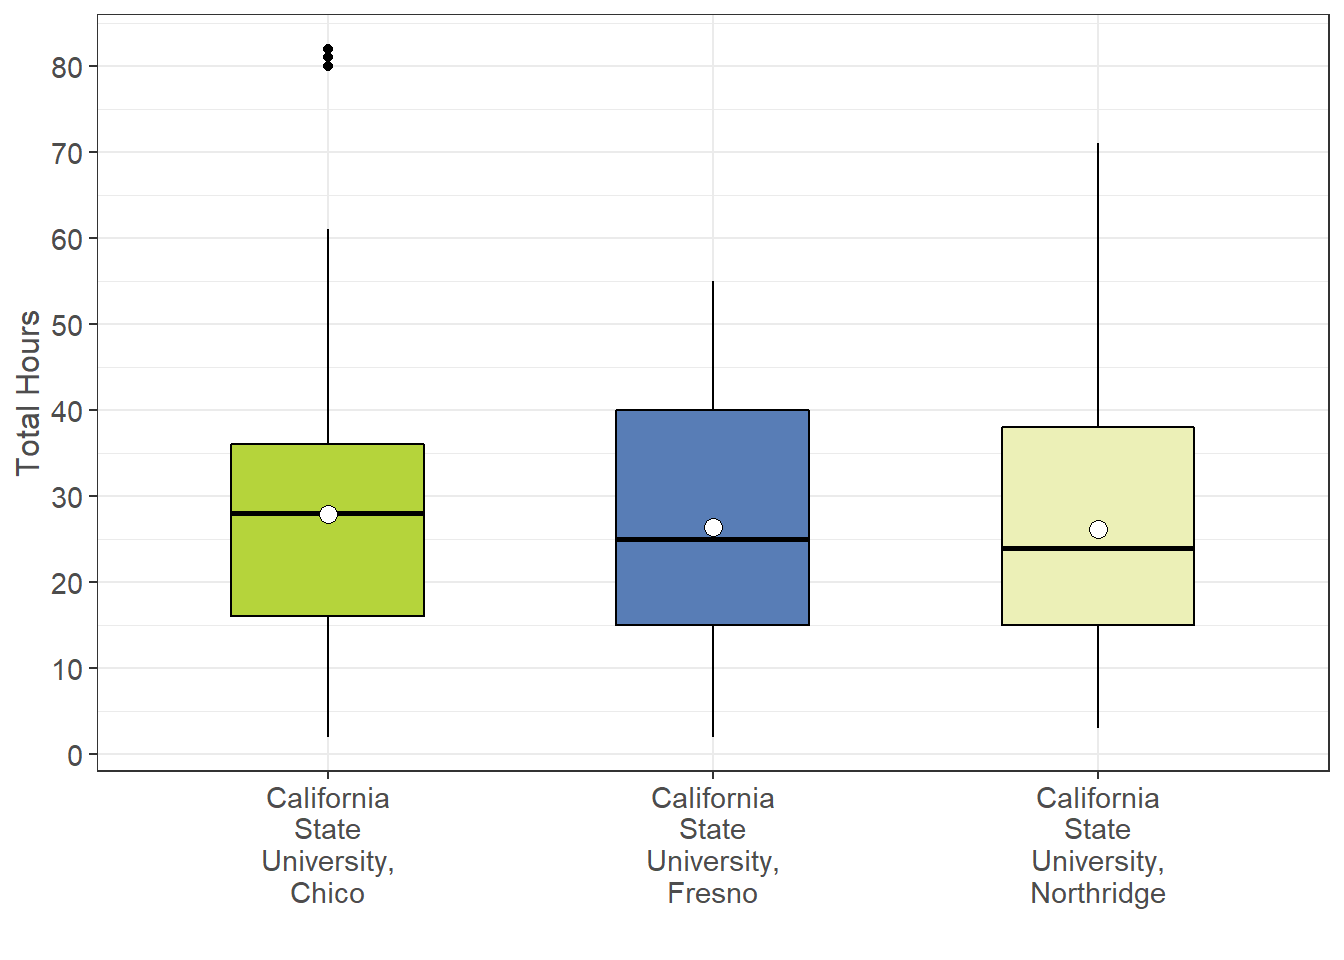 80
70
60
50
40
30
20
10
0
Total Hours
California
State
University,
Chico
California
State
University,
Fresno
California
State
University,
Northridge